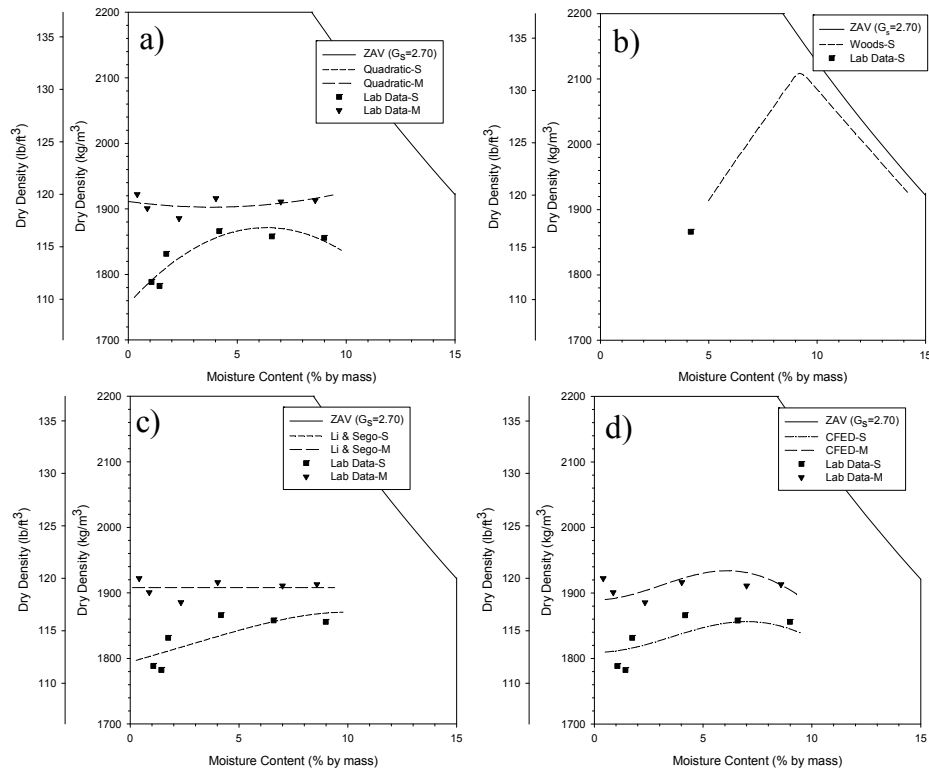 a)
ZAV (GS=2.70)
Quadratic-S
Quadratic-M
Lab Data-S
Lab Data-M
Dry Density (lb/ft3)
135
130
125
120
115
110
Dry Density (kg/m3)
2200
2100
2000
1900
1800
1700
0
5
10
15
Moisture Content (% by mass)
b)
ZAV (Gs=2.70)
Woods-S
Lab Data-S
Dry Density (lb/ft3)
135
130
125
120
115
110
Dry Density (kg/m3)
2200
2100
2000
1900
1800
1700
0
5
10
15
Moisture Content (% by mass)
c)
ZAV (GS=2.70)
Li & Sego-S
Li & Sego-M
Lab Data-S
Lab Data-M
Dry Density (lb/ft3)
135
130
125
120
115
110
Dry Density (kg/m3)
2200
2100
2000
1900
1800
1700
0
5
10
15
Moisture Content (% by mass)
d)
ZAV (GS=2.70)
CFED-S
CFED-M
Lab Data-S
Lab Data-M
Dry Density (lb/ft3)
135
130
125
120
115
110
Dry Density (kg/m3)
2200
2100
2000
1900
1800
1700
0
5
10
15
Moisture Content (% by mass)